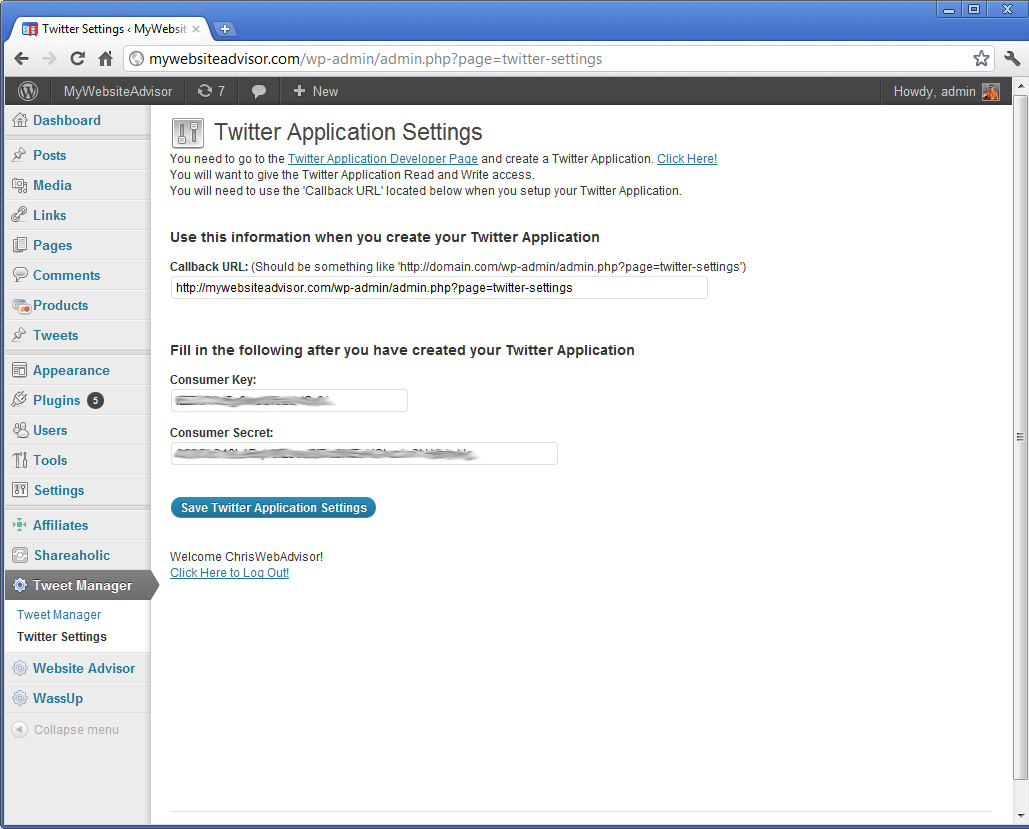 Twitter Settings ‹ MyWebsit
mywebsiteadvisor.com/wp-admin/admin.php?page=twitter-settings
MyWebsiteAdvisor 7 + New Howdy, admin
Dashboard
Posts
Media
Links
Pages
Comments
Products
Tweets
Appearance
Plugins 5
Users
Tools
Settings
Affiliates
Shareaholic
Tweet Manager
Tweet Manager
Twitter Settings
Website Advisor
WassUp
Collapse menu
Twitter Application Settings
You need to go to the Twitter Application Developer Page and create a Twitter Application. Click Here!
You will want to give the Twitter Application Read and Write access.
You will need to use the 'Callback URL' located below when you setup your Twitter Application.
Use this information when you create your Twitter Application
Callback URL: (Should be something like 'http://domain.com/wp-admin/admin.php?page=twitter-settings')
http://mywebsiteadvisor.com/wp-admin/admin.php?page=twitter-settings
Fill in the following after you have created your Twitter Application
Consumer Key:
Consumer Secret:
Save Twitter Application Settings
Welcome ChrisWebAdvisor!
Click Here to Log Out!